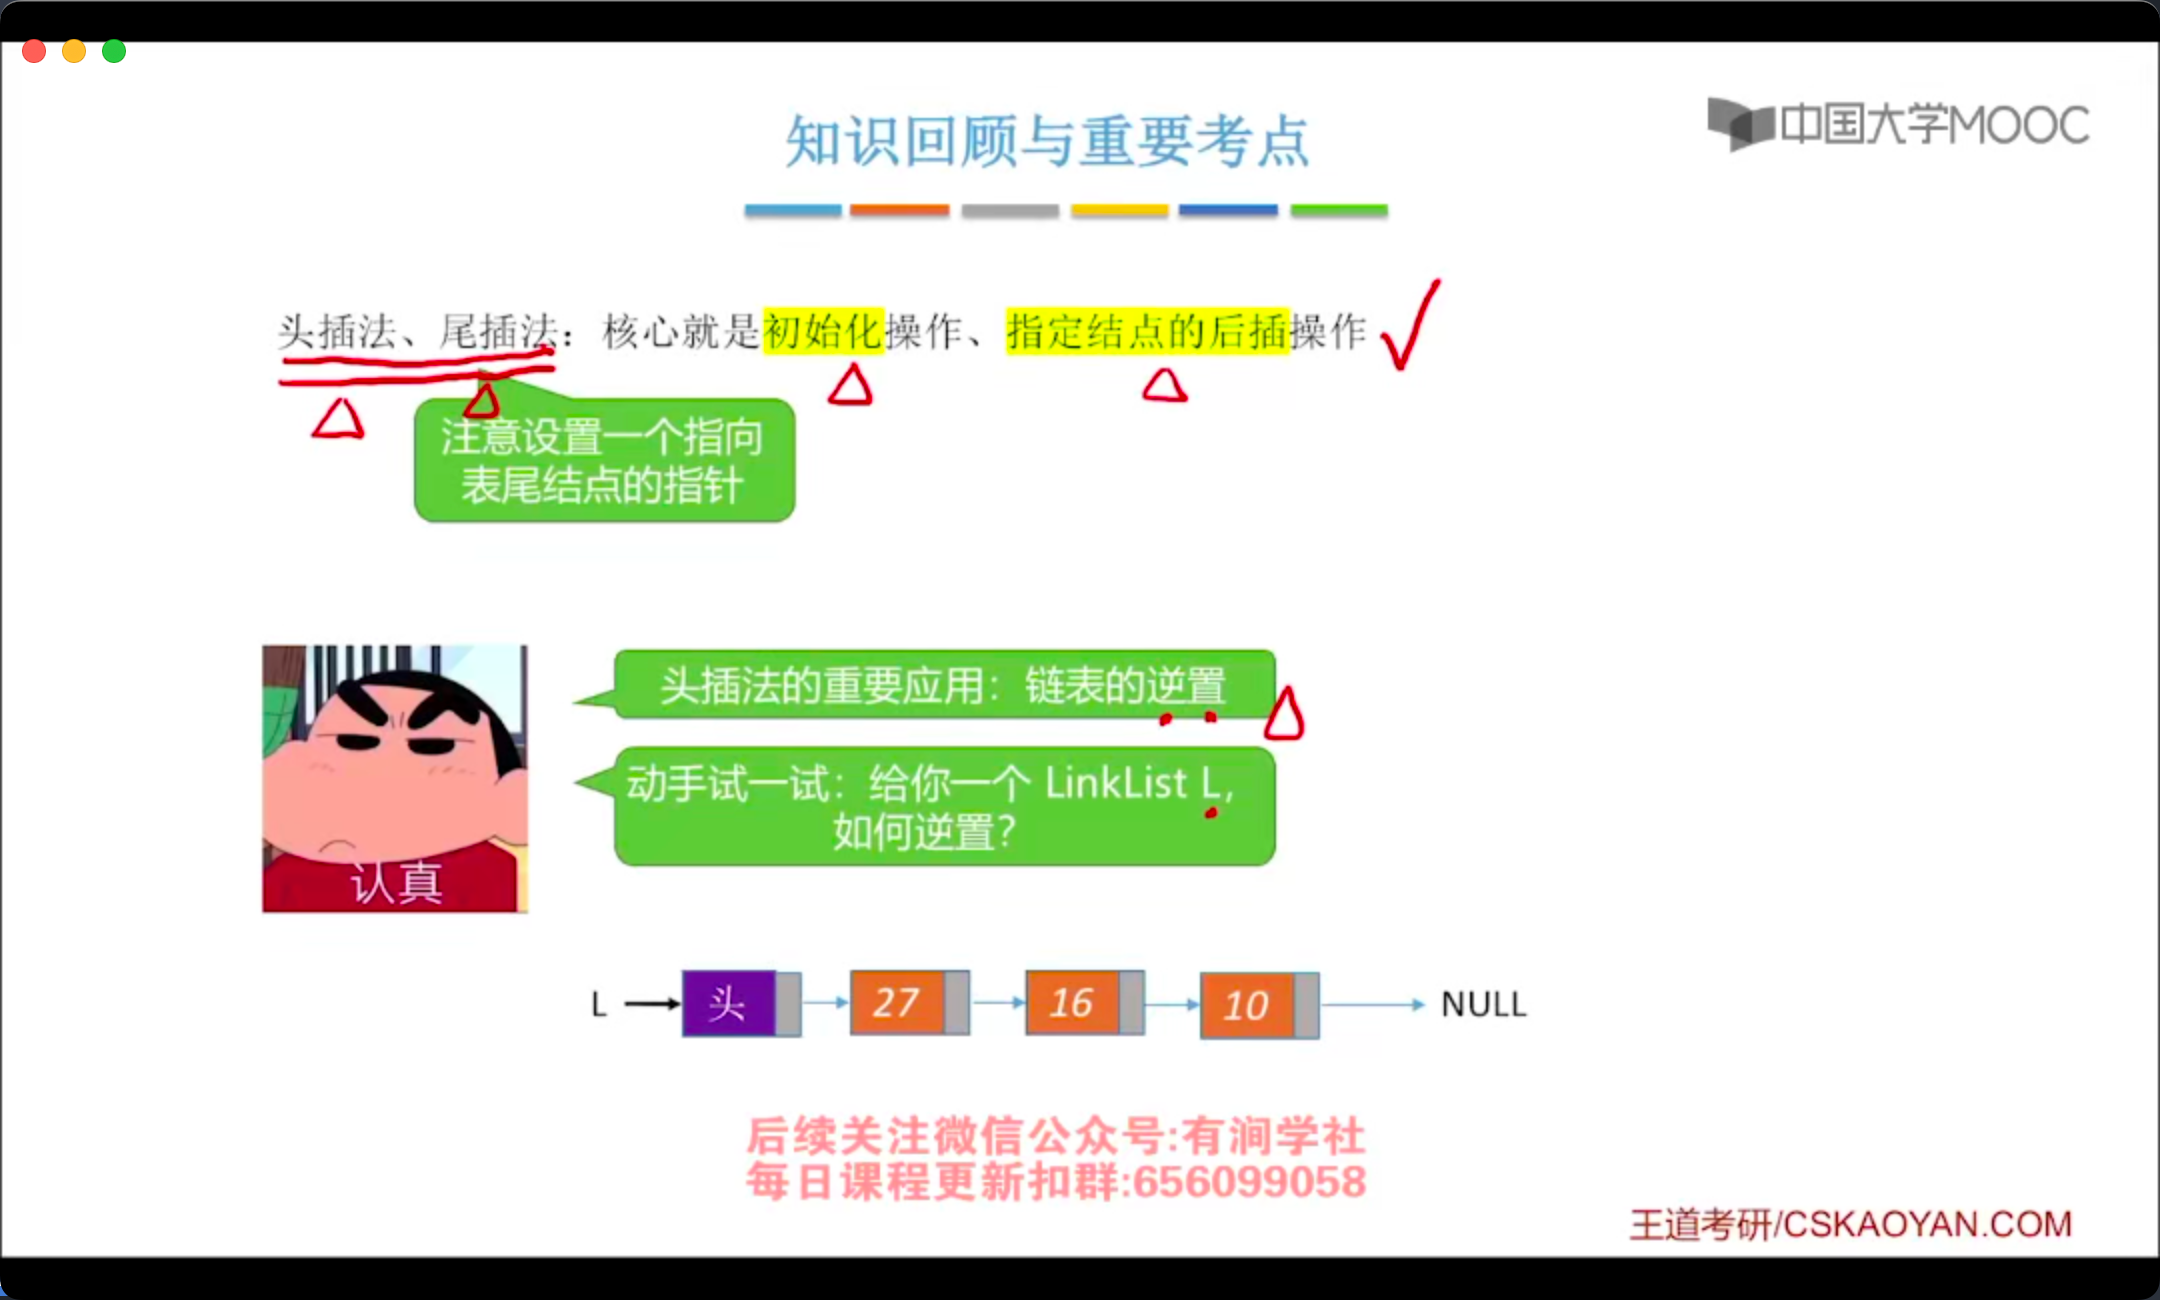 中国大学MOOC
知识回顾与重要考点
头插法、尾插法：核心就是初始化操作、指定结点的后插操作
注意设置一个指向
表尾结点的指针
头插法的重要应用：链表的逆置
动手试一试：给你一个 LinkList L，
如何逆置？
认真
L 头 27 16 10 NULL
后续关注微信公众号:有涧学社
每日课程更新扣群:656099058
王道考研/CSKAOYAN.COM